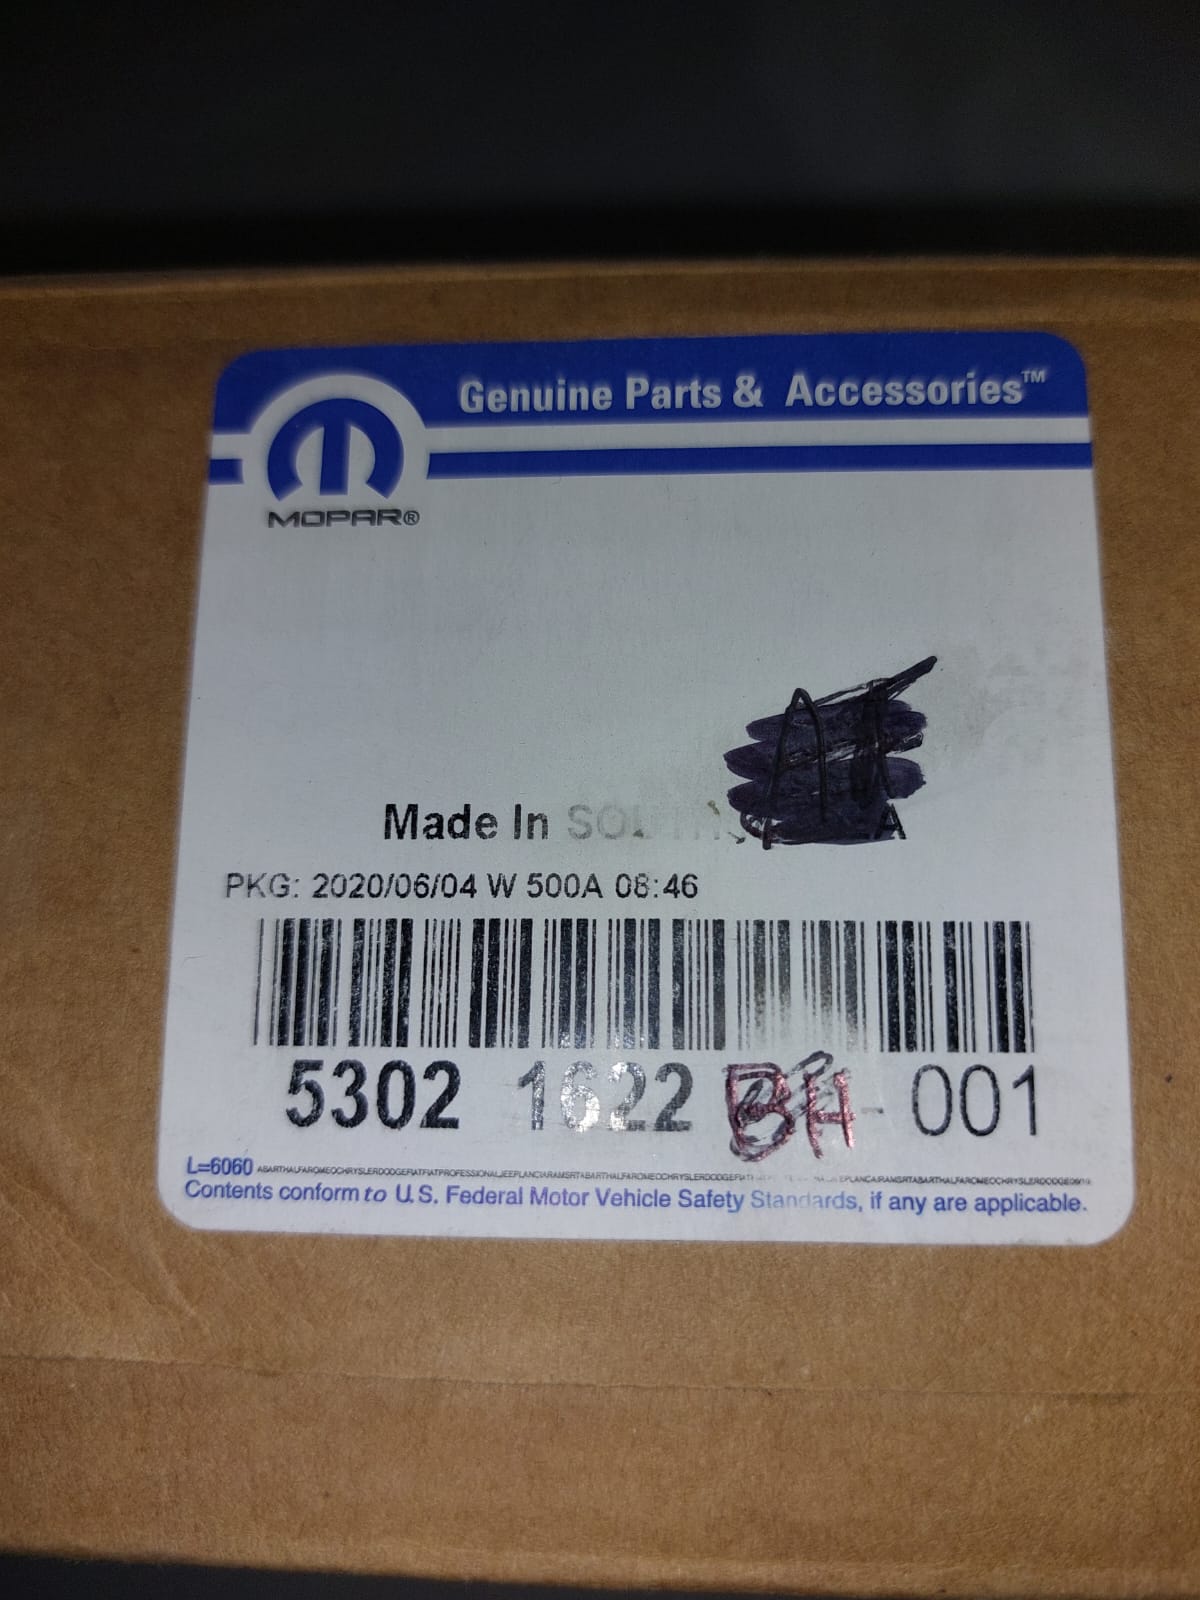 Genuine Parts & Accessories™
MOPAR®
Made In
PKG: 2020/06/04 W 500A 08:46
5302 1622 BH - 001
L=6060
Contents conform to U.S. Federal Motor Vehicle Safety Standards, if any are applicable.